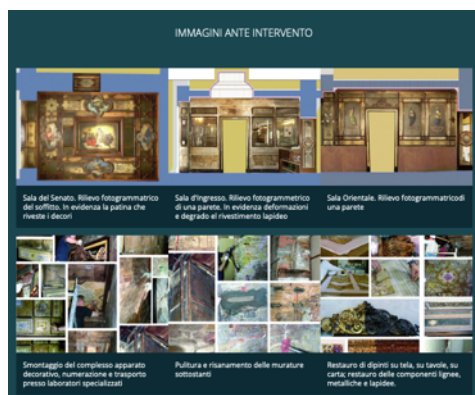 IMMAGINI ANTE INTERVENTO
Sala del Senato. Rilievo fotogrammatrico
del soffitto. In evidenza la patina che
riveste i decori
Sala d'ingresso. Rilievo fotogrammetrico
di una parete. In evidenza deformazioni
e degrado el rivestimento lapideo
Sala Orientale. Rilievo fotogrammatricodi
una parete
Smontaggio del complesso apparato
decorativo, numerazione e trasporto
presso laboratori specializzati
Pulitura e risanamento delle murature
sottostanti
Restauro di dipinti su tela, su tavole, su
carta; restauro delle componenti lignee,
metalliche e lapidee.